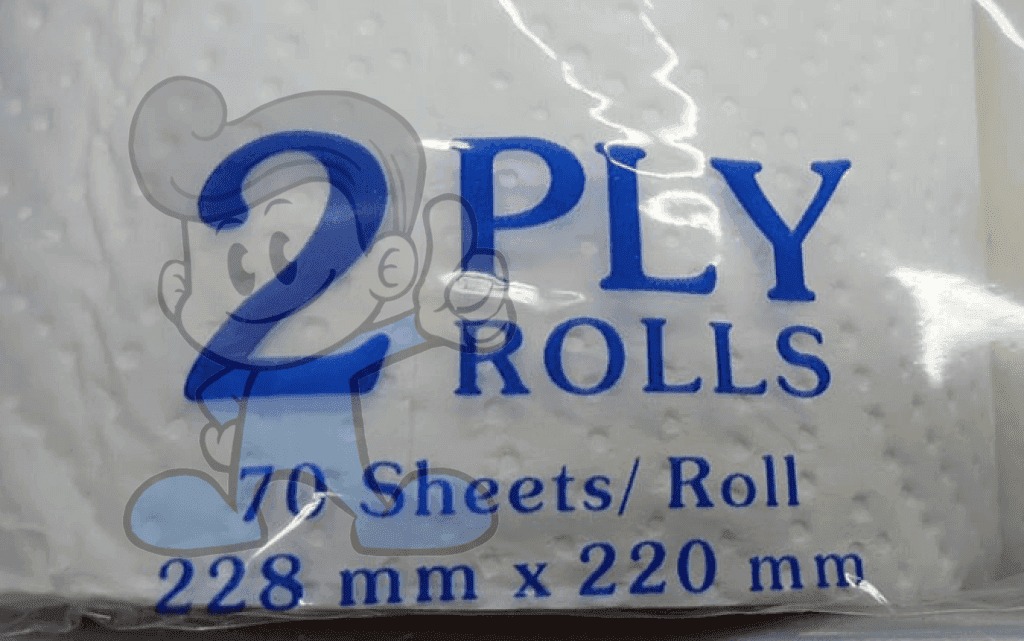 2 PLY
ROLLS
70 Sheets/ Roll
228 mm x 220 mm